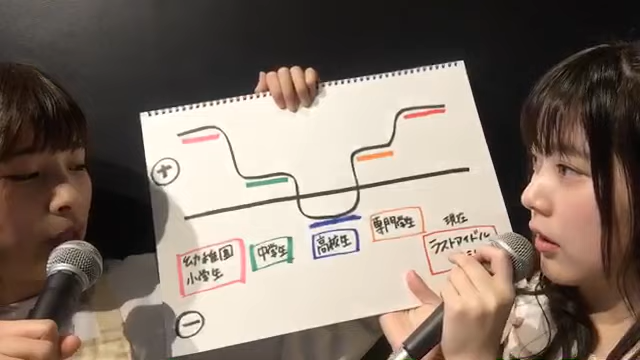 +
幼稚園
小学生
中学生
高校生
専門学生
現在
ラストアイドル
−